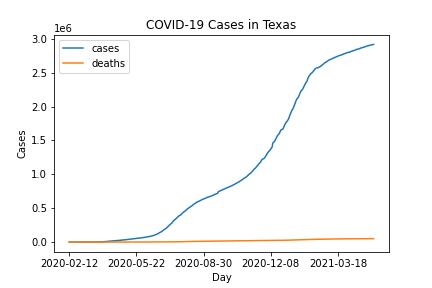 COVID-19 Cases in Texas
1e6
cases
deaths
3.0
2.5
2.0
1.5
1.0
0.5
0.0
Cases
2020-02-12 2020-05-22 2020-08-30 2020-12-08 2021-03-18
Day